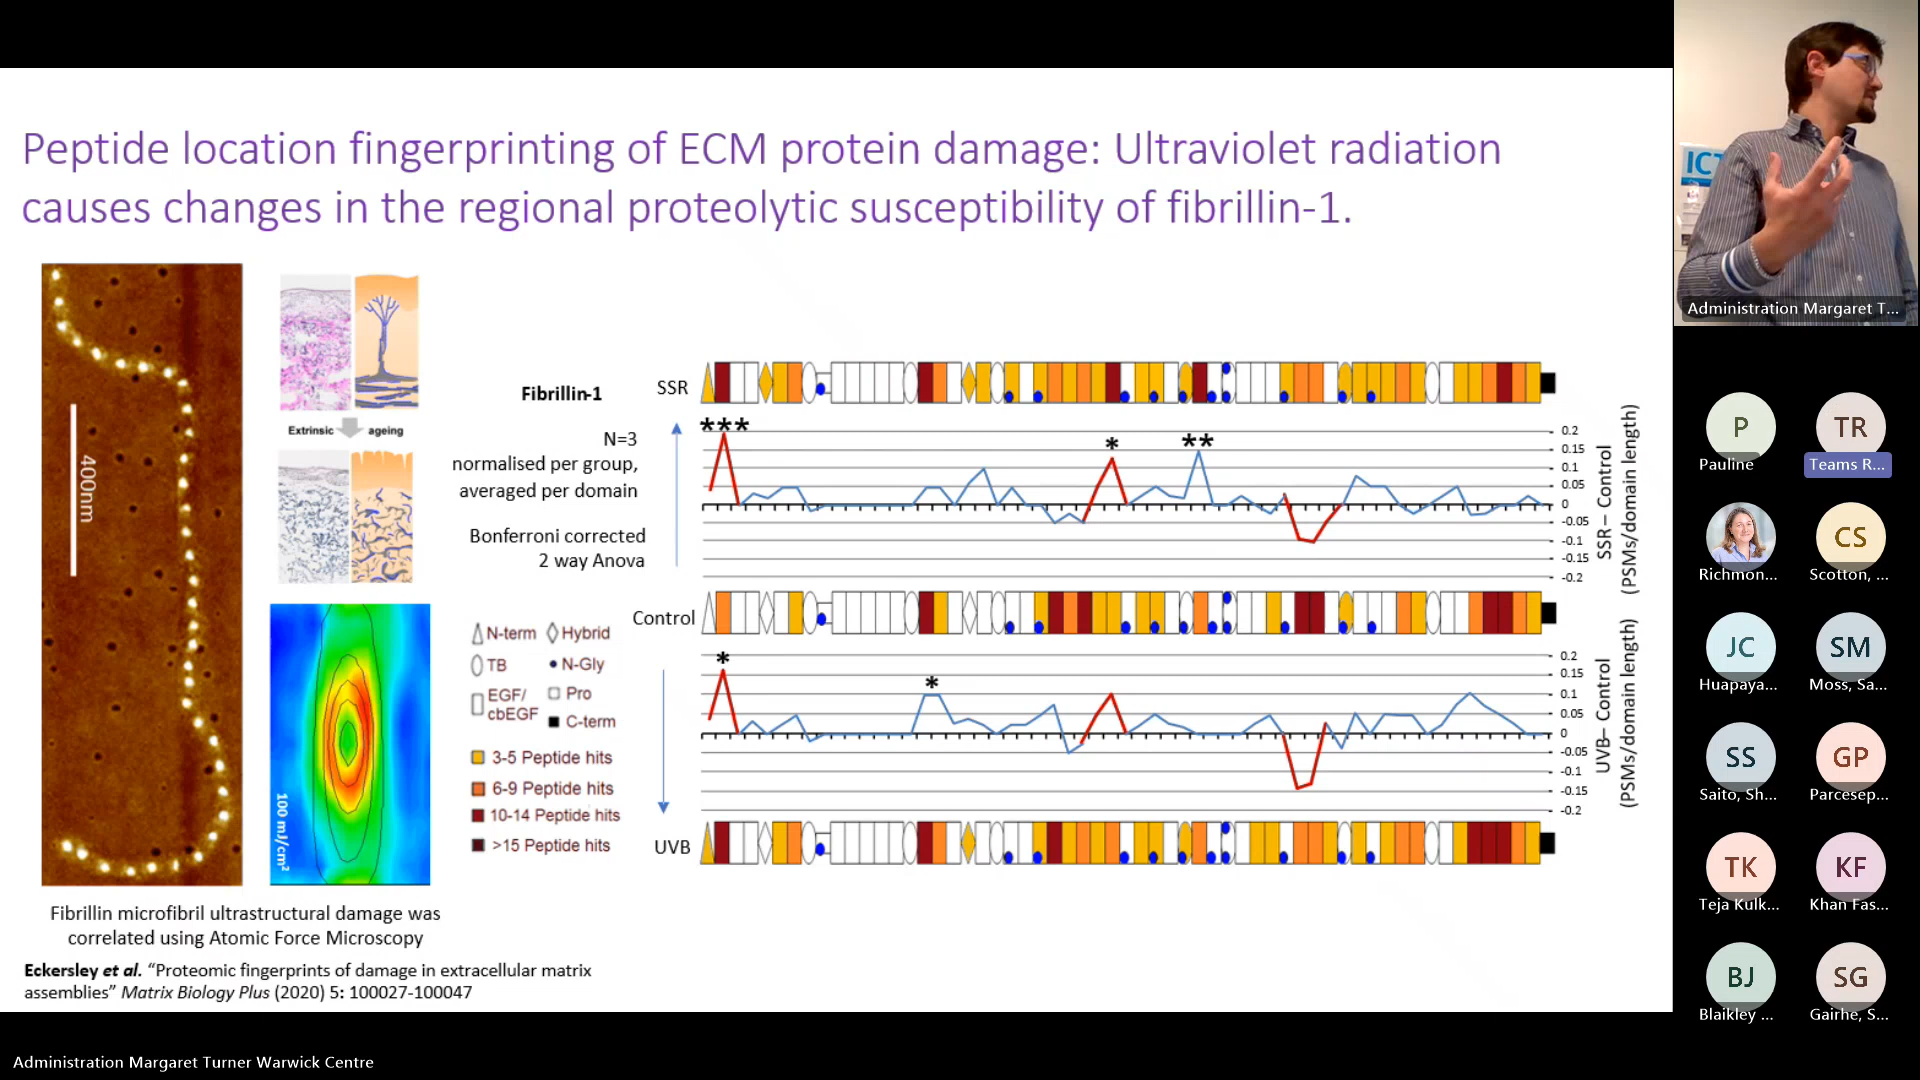 Peptide location fingerprinting of ECM protein damage: Ultraviolet radiation
causes changes in the regional proteolytic susceptibility of fibrillin-1.
400nm
Extrinsic ageing
100 mJ/cm²
Fibrillin microfibril ultrastructural damage was
correlated using Atomic Force Microscopy
Eckersley et al. “Proteomic fingerprints of damage in extracellular matrix
assemblies” Matrix Biology Plus (2020) 5: 100027-100047
Fibrillin-1
N=3
normalised per group,
averaged per domain
Bonferroni corrected
2 way Anova
N-term
Hybrid
TB
N-Gly
EGF/
cbEGF
Pro
C-term
3-5 Peptide hits
6-9 Peptide hits
10-14 Peptide hits
>15 Peptide hits
SSR
***
*
**
0.2
0.15
0.1
0.05
0
-0.05
-0.1
-0.15
-0.2
SSR – Control
(PSMs/domain length)
Control
*
*
0.2
0.15
0.1
0.05
0
-0.05
-0.1
-0.15
-0.2
UVB– Control
(PSMs/domain length)
UVB
ICT
Administration Margaret T...
P
Pauline
TR
Teams R...
Richmon...
CS
Scotton, ...
JC
Huapaya...
SM
Moss, Sa...
SS
Saito, Sh...
GP
Parcesep...
TK
Teja Kulk...
KF
Khan Fas...
BJ
Blaikley ...
SG
Gairhe, S...
Administration Margaret Turner Warwick Centre